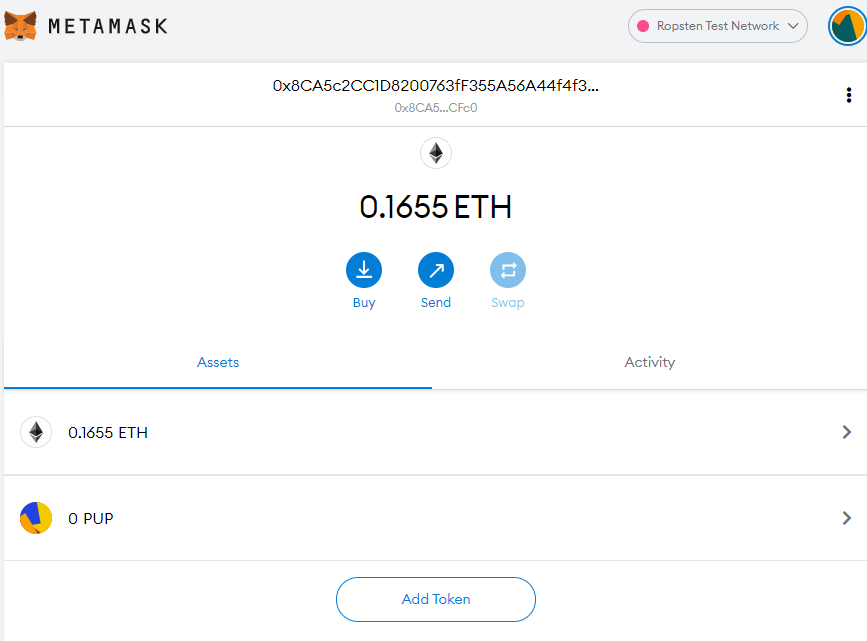 METAMASK
Ropsten Test Network
0x8CA5c2CC1D8200763fF355A56A44f4f3...
0x8CA5...CFc0
0.1655 ETH
Buy Send Swap
Assets Activity
0.1655 ETH
0 PUP
Add Token